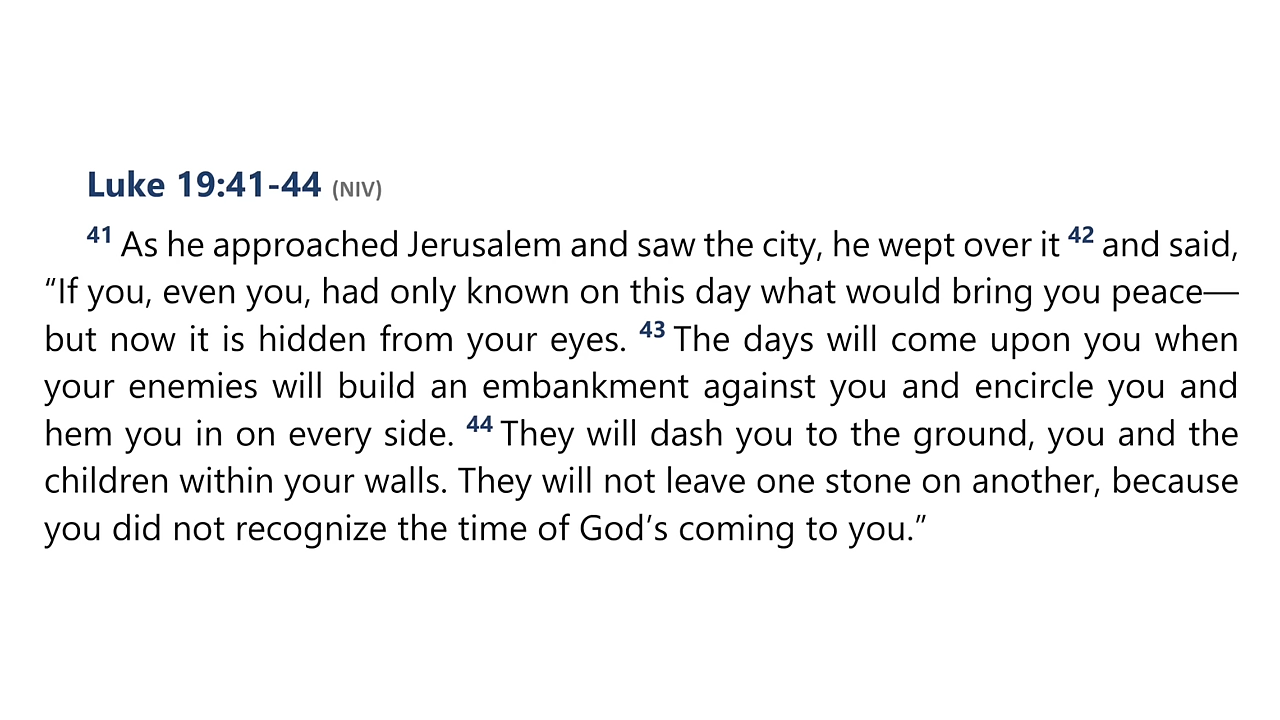 Luke 19:41-44 (NIV)
41 As he approached Jerusalem and saw the city, he wept over it 42 and said,
“If you, even you, had only known on this day what would bring you peace—
but now it is hidden from your eyes. 43 The days will come upon you when
your enemies will build an embankment against you and encircle you and
hem you in on every side. 44 They will dash you to the ground, you and the
children within your walls. They will not leave one stone on another, because
you did not recognize the time of God’s coming to you.”